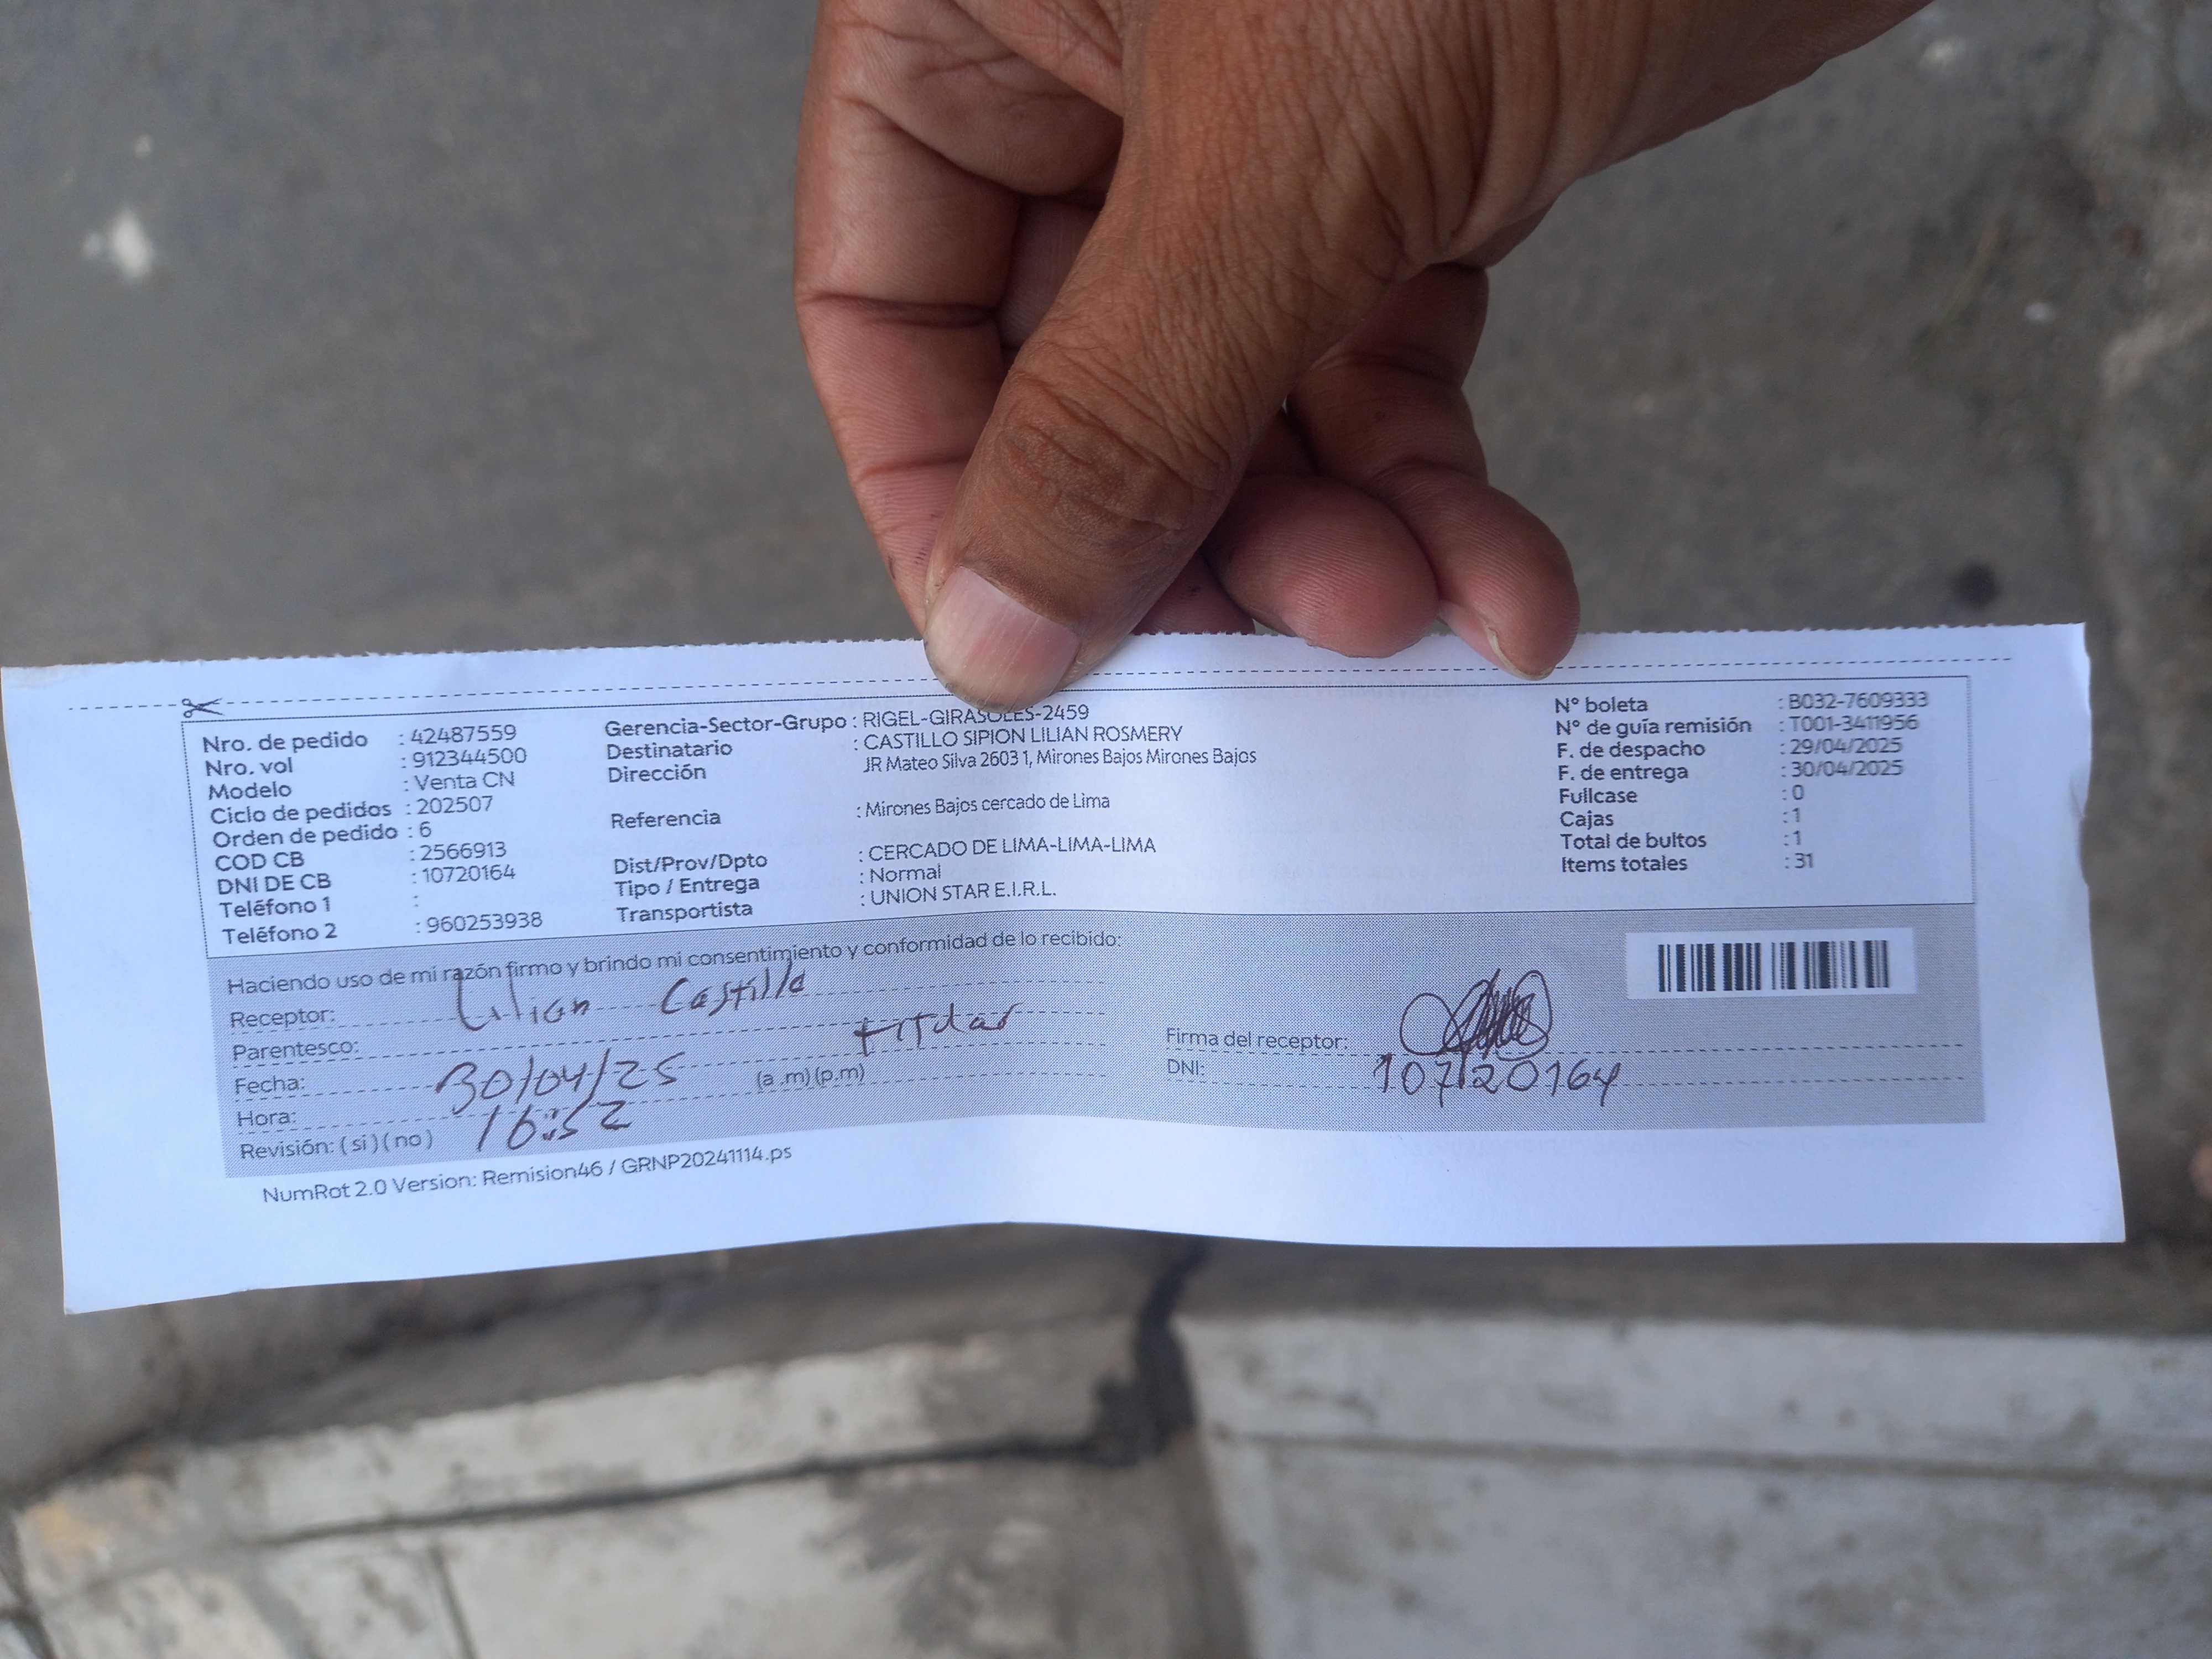 Nro. de pedido : 42487559
Nro. vol : 912344500
Modelo : Venta CN
Ciclo de pedidos : 202507
Orden de pedido : 6
COD CB : 2566913
DNI DE CB : 10720164
Teléfono 1 :
Teléfono 2 : 960253938
Gerencia-Sector-Grupo : RIGEL-GIRASOLES-2459
Destinatario : CASTILLO SIPION LILIAN ROSMERY
Dirección JR Mateo Silva 2603 1, Mirones Bajos Mirones Bajos
Referencia : Mirones Bajos cercado de Lima
Dist/Prov/Dpto : CERCADO DE LIMA-LIMA-LIMA
Tipo / Entrega : Normal
Transportista : UNION STAR E.I.R.L.
N° boleta : B032-7609333
N° de guía remisión : T001-3411956
F. de despacho : 29/04/2025
F. de entrega : 30/04/2025
Fullcase : 0
Cajas : 1
Total de bultos : 1
Items totales : 31
Haciendo uso de mi razón firmo y brindo mi consentimiento y conformidad de lo recibido:
Receptor: Lilian Castillo
Parentesco: titular
Fecha: 30/04/25 (a .m) (p.m)
Hora: 16:52
Revisión: ( si ) ( no )
Firma del receptor:
DNI: 10720164
NumRot 2.0 Version: Remision46 / GRNP20241114.ps